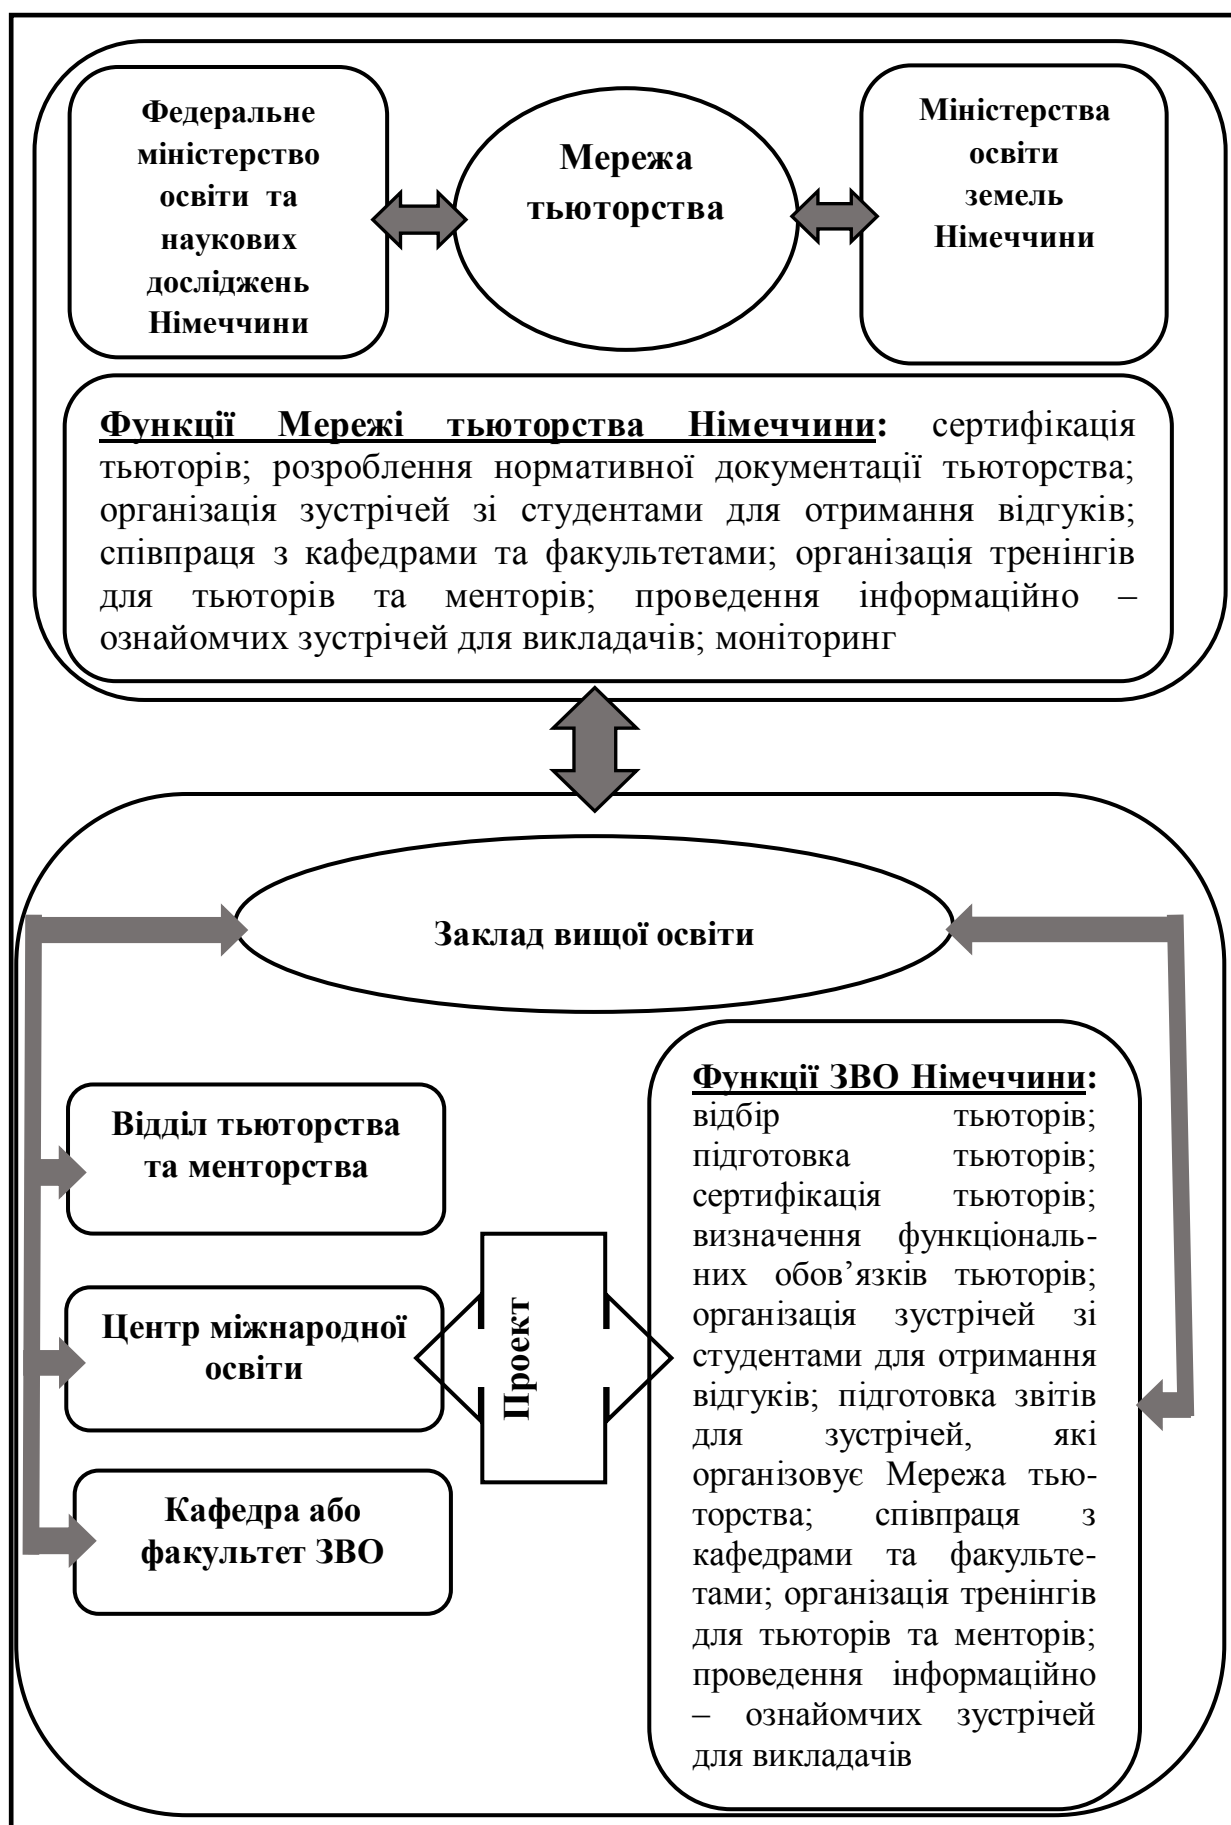 Федеральне
міністерство
освіти та
наукових
досліджень
Німеччини
Мережа
тьюторства
Міністерства
освіти
земель
Німеччини
Функції Мережі тьюторства Німеччини: сертифікація
тьюторів; розроблення нормативної документації тьюторства;
організація зустрічей зі студентами для отримання відгуків;
співпраця з кафедрами та факультетами; організація тренінгів
для тьюторів та менторів; проведення інформаційно –
ознайомчих зустрічей для викладачів; моніторинг
Заклад вищої освіти
Відділ тьюторства
та менторства
Центр міжнародної
освіти
Кафедра або
факультет ЗВО
Проект
Функції ЗВО Німеччини:
відбір тьюторів;
підготовка тьюторів;
сертифікація тьюторів;
визначення функціональ-
них обов’язків тьюторів;
організація зустрічей зі
студентами для отримання
відгуків; підготовка звітів
для зустрічей, які
організовує Мережа тью-
торства; співпраця з
кафедрами та факульте-
тами; організація тренінгів
для тьюторів та менторів;
проведення інформаційно
– ознайомчих зустрічей
для викладачів